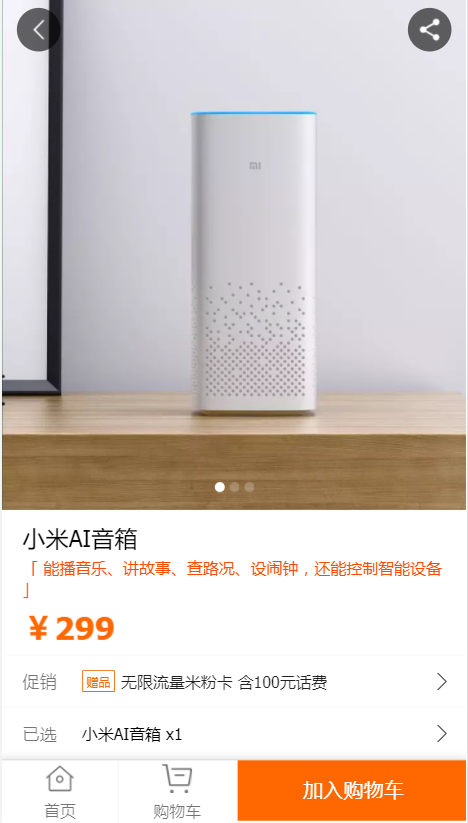 mi
小米AI音箱
「 能播音乐、讲故事、查路况、设闹钟，还能控制智能设备
」
￥299
促销 赠品 无限流量米粉卡 含100元话费
已选 小米AI音箱 x1
首页 购物车 加入购物车